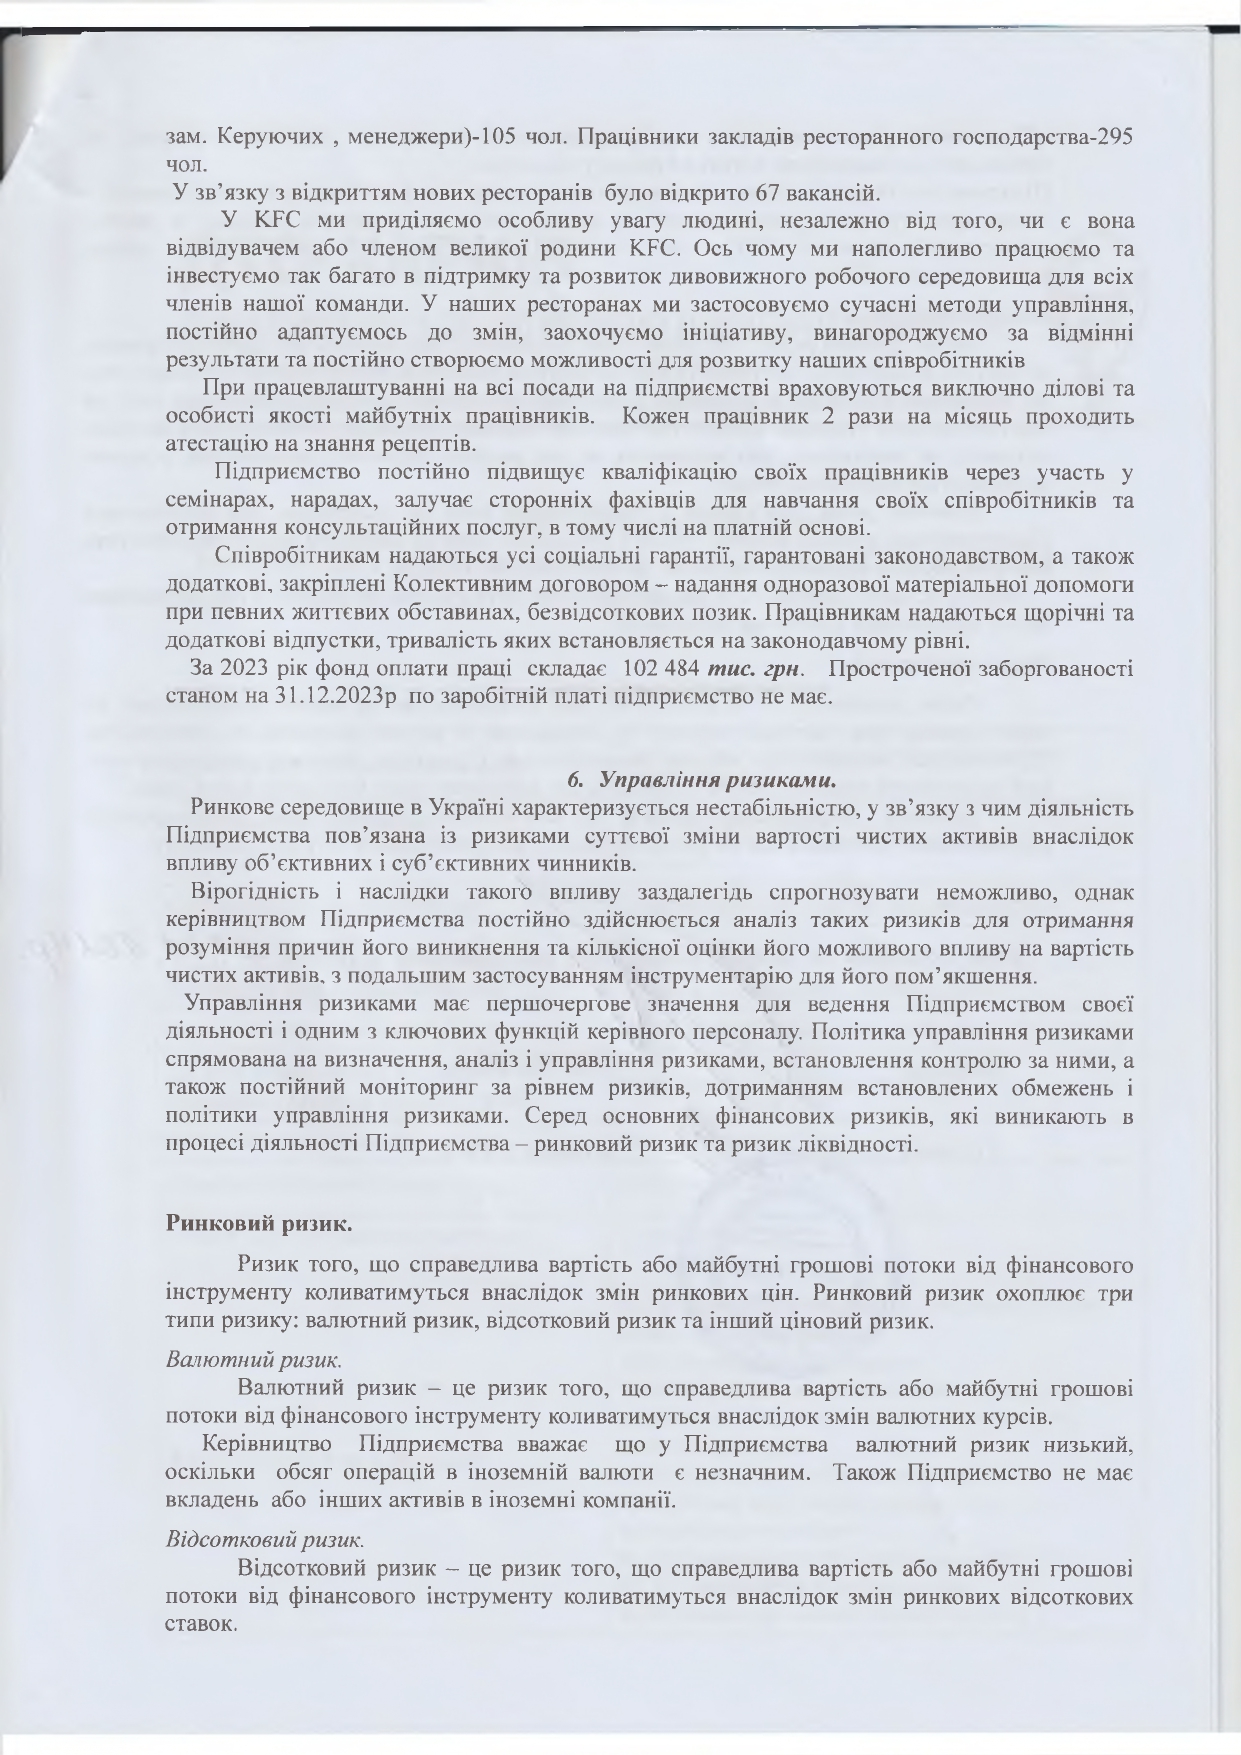 зам. Керуючих , менеджери)-105 чол. Працівники закладів ресторанного господарства-295
чол.
У зв’язку з відкриттям нових ресторанів було відкрито 67 вакансій.
У KFC ми приділяємо особливу увагу людині, незалежно від того, чи є вона
відвідувачем або членом великої родини KFC. Ось чому ми наполегливо працюємо та
інвестуємо так багато в підтримку та розвиток дивовижного робочого середовища для всіх
членів нашої команди. У наших ресторанах ми застосовуємо сучасні методи управління,
постійно адаптуємось до змін, заохочуємо ініціативу, винагороджуємо за відмінні
результати та постійно створюємо можливості для розвитку наших співробітників
При працевлаштуванні на всі посади на підприємстві враховуються виключно ділові та
особисті якості майбутніх працівників. Кожен працівник 2 рази на місяць проходить
атестацію на знання рецептів.
Підприємство постійно підвищує кваліфікацію своїх працівників через участь у
семінарах, нарадах, залучає сторонніх фахівців для навчання своїх співробітників та
отримання консультаційних послуг, в тому числі на платній основі.
Співробітникам надаються усі соціальні гарантії, гарантовані законодавством, а також
додаткові, закріплені Колективним договором – надання одноразової матеріальної допомоги
при певних життєвих обставинах, безвідсоткових позик. Працівникам надаються щорічні та
додаткові відпустки, тривалість яких встановляється на законодавчому рівні.
За 2023 рік фонд оплати праці складає 102 484 тис. грн. Простроченої заборгованості
станом на 31.12.2023р по заробітній платі підприємство не має.
6. Управління ризиками.
Ринкове середовище в Україні характеризується нестабільністю, у зв’язку з чим діяльність
Підприємства пов’язана із ризиками суттєвої зміни вартості чистих активів внаслідок
впливу об’єктивних і суб’єктивних чинників.
Вірогідність і наслідки такого впливу заздалегідь спрогнозувати неможливо, однак
керівництвом Підприємства постійно здійснюється аналіз таких ризиків для отримання
розуміння причин його виникнення та кількісної оцінки його можливого впливу на вартість
чистих активів, з подальшим застосуванням інструментарію для його пом’якшення.
Управління ризиками має першочергове значення для ведення Підприємством своєї
діяльності і одним з ключових функцій керівного персоналу. Політика управління ризиками
спрямована на визначення, аналіз і управління ризиками, встановлення контролю за ними, а
також постійний моніторинг за рівнем ризиків, дотриманням встановлених обмежень і
політики управління ризиками. Серед основних фінансових ризиків, які виникають в
процесі діяльності Підприємства – ринковий ризик та ризик ліквідності.
Ринковий ризик.
Ризик того, що справедлива вартість або майбутні грошові потоки від фінансового
інструменту коливатимуться внаслідок змін ринкових цін. Ринковий ризик охоплює три
типи ризику: валютний ризик, відсотковий ризик та інший ціновий ризик.
Валютний ризик.
Валютний ризик – це ризик того, що справедлива вартість або майбутні грошові
потоки від фінансового інструменту коливатимуться внаслідок змін валютних курсів.
Керівництво Підприємства вважає що у Підприємства валютний ризик низький,
оскільки обсяг операцій в іноземній валюти є незначним. Також Підприємство не має
вкладень або інших активів в іноземні компанії.
Відсотковий ризик.
Відсотковий ризик – це ризик того, що справедлива вартість або майбутні грошові
потоки від фінансового інструменту коливатимуться внаслідок змін ринкових відсоткових
ставок.